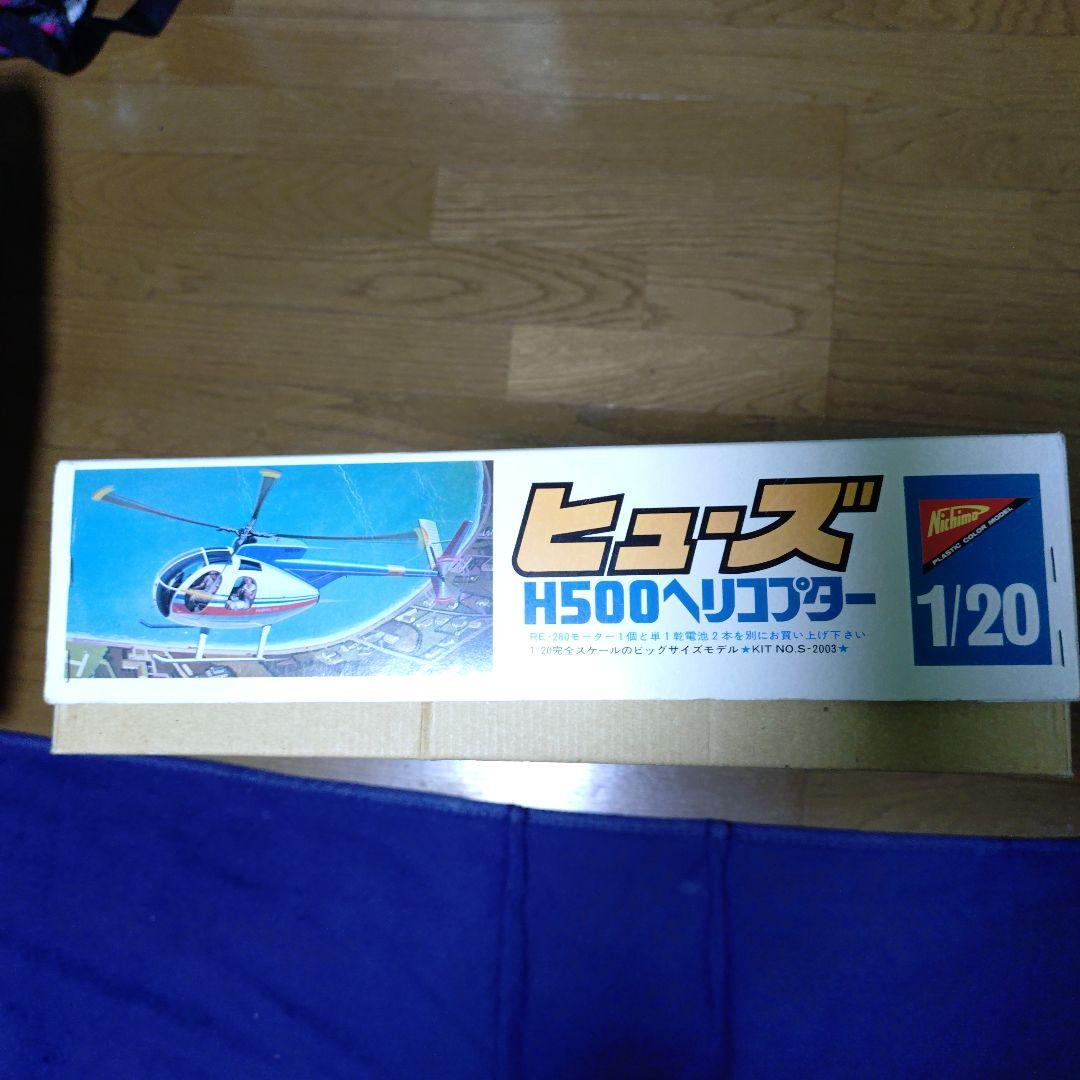 ヒューズ
H500ヘリコプター
RE-280モーター1個と単1乾電池2本を別にお買い上げ下さい
1/20完全スケールのビッグサイズモデル★KIT NO.S-2003★
Nichimo
PLASTIC COLOR MODEL
1/20